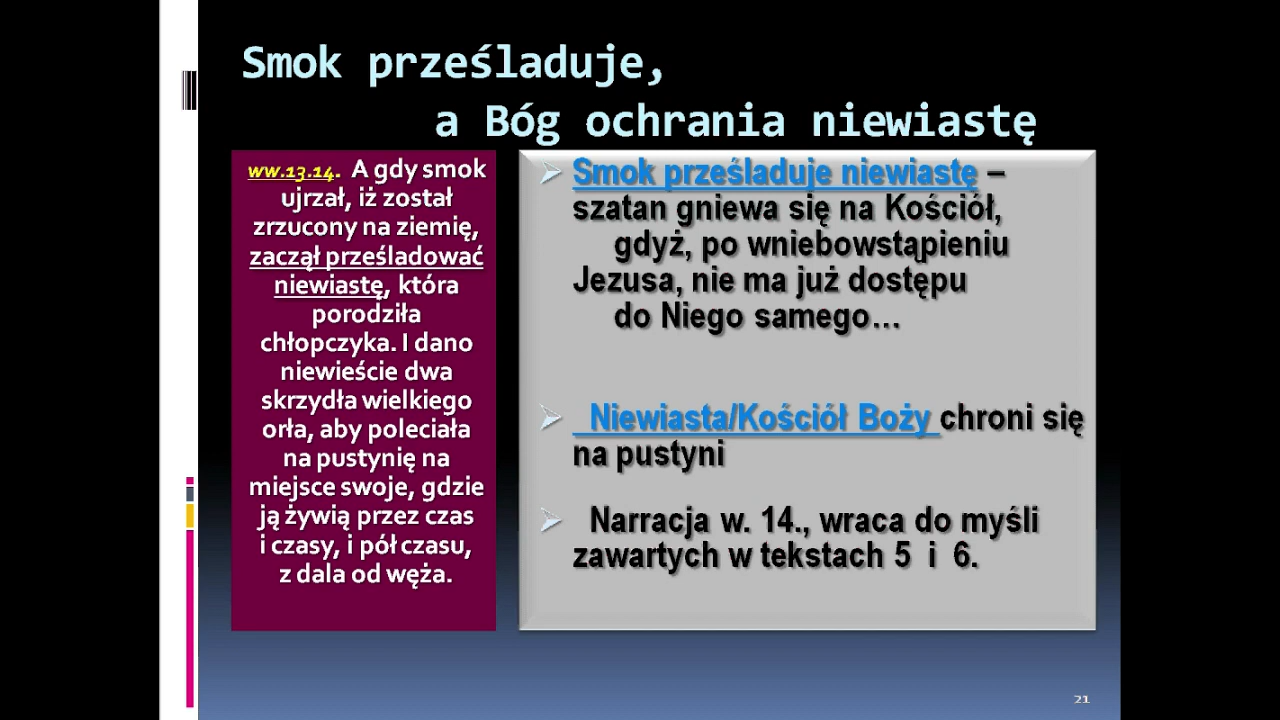 Smok prześladuje,
a Bóg ochrania niewiastę
ww.13.14. A gdy smok
ujrzał, iż został
zrzucony na ziemię,
zaczął prześladować
niewiastę, która
porodziła
chłopczyka. I dano
niewieście dwa
skrzydła wielkiego
orła, aby poleciała
na pustynię na
miejsce swoje, gdzie
ją żywią przez czas
i czasy, i pół czasu,
z dala od węża.
Smok prześladuje niewiastę –
szatan gniewa się na Kościół,
gdyż, po wniebowstąpieniu
Jezusa, nie ma już dostępu
do Niego samego...
Niewiasta/Kościół Boży chroni się
na pustyni
Narracja w. 14., wraca do myśli
zawartych w tekstach 5 i 6.
21